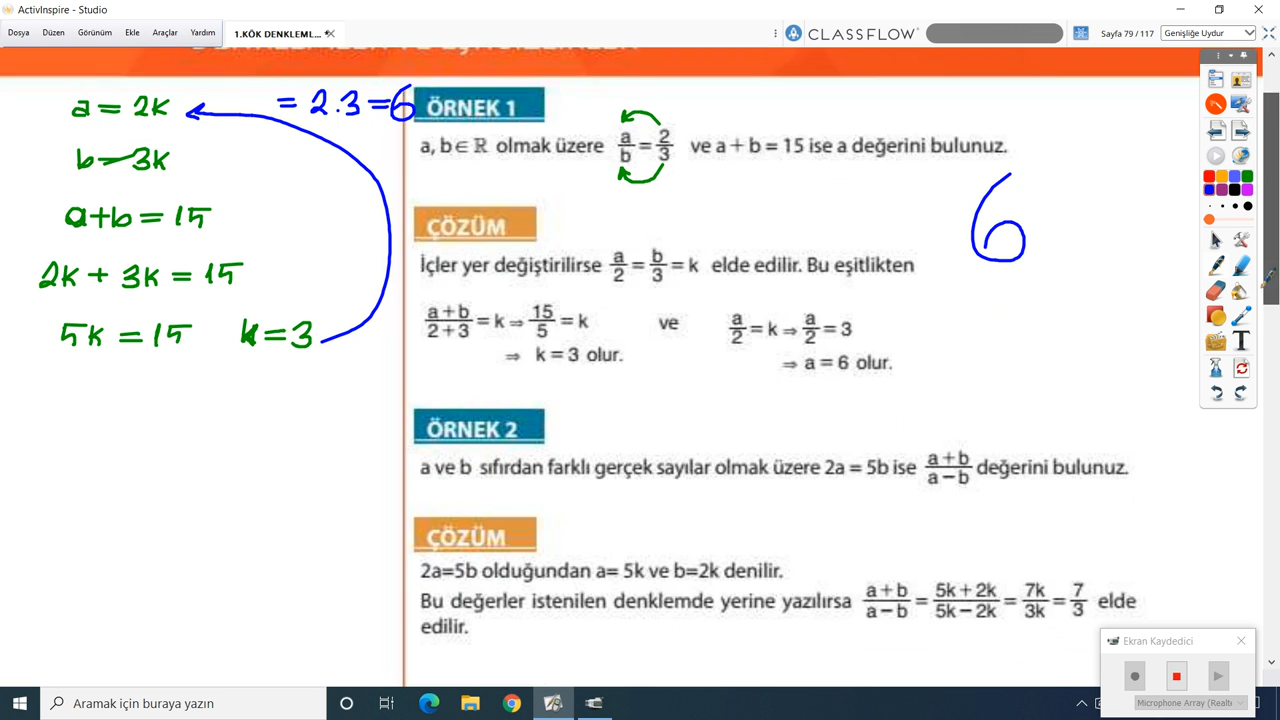 ActivInspire - Studio
Dosya Düzen Görünüm Ekle Araçlar Yardım
1.KÖK DENKLEML...
CLASSFLOW
Sayfa 79 / 117
Genişliğe Uydur
a = 2k = 2.3 = 6
b = 3k
a+b = 15
2k + 3k = 15
5k = 15 k = 3
ÖRNEK 1
a, b ∈ ℝ olmak üzere a/b = 2/3 ve a + b = 15 ise a değerini bulunuz.
6
ÇÖZÜM
İçler yer değiştirilirse a/2 = b/3 = k elde edilir. Bu eşitlikten
a+b/2+3 = k ⇒ 15/5 = k ve a/2 = k ⇒ a/2 = 3
⇒ k = 3 olur. ⇒ a = 6 olur.
ÖRNEK 2
a ve b sıfırdan farklı gerçek sayılar olmak üzere 2a = 5b ise a+b/a−b değerini bulunuz.
ÇÖZÜM
2a=5b olduğundan a= 5k ve b=2k denilir.
Bu değerler istenilen denklemde yerine yazılırsa a+b/a−b = 5k+2k/5k−2k = 7k/3k = 7/3 elde
edilir.
Ekran Kaydedici
Microphone Array (Realt
Aramak için buraya yazın